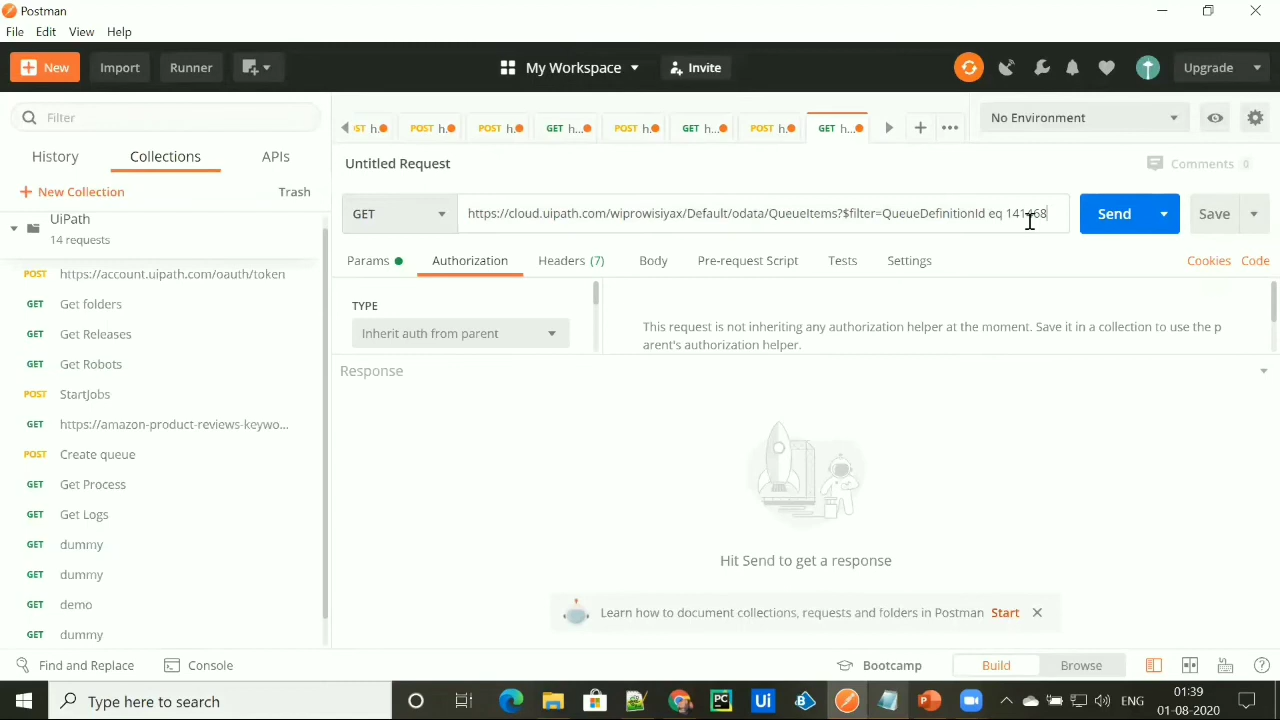 Postman
File Edit View Help
New Import Runner My Workspace Invite Upgrade
Filter
History Collections APIs
New Collection Trash
UiPath
14 requests
POST https://account.uipath.com/oauth/token
GET Get folders
GET Get Releases
GET Get Robots
POST StartJobs
GET https://amazon-product-reviews-keywo...
POST Create queue
GET Get Process
GET Get Logs
GET dummy
GET dummy
GET demo
GET dummy
ST h. POST h. POST h. GET h... POST h. GET h... POST h. GET h... No Environment
Untitled Request Comments 0
GET https://cloud.uipath.com/wiprowisiyax/Default/odata/QueueItems?$filter=QueueDefinitionId eq Send Save
Params Authorization Headers (7) Body Pre-request Script Tests Settings Cookies Code
TYPE
Inherit auth from parent
This request is not inheriting any authorization helper at the moment. Save it in a collection to use the p
arent's authorization helper.
Response
Hit Send to get a response
Learn how to document collections, requests and folders in Postman Start
Find and Replace Console Bootcamp Build Browse
Type here to search
ENG
01:39
01-08-2020